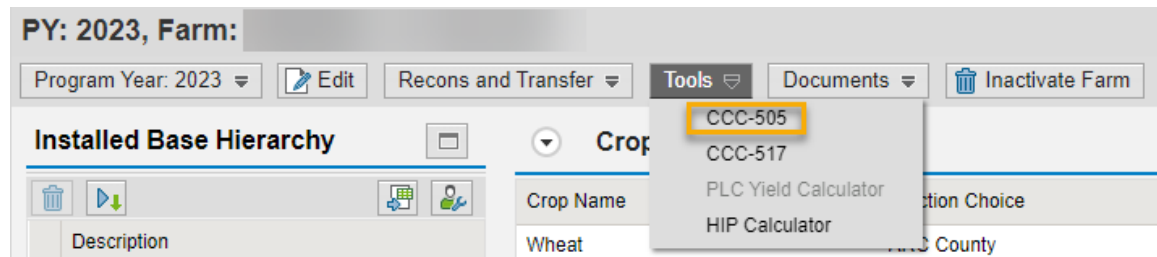 PY: 2023, Farm:
Program Year: 2023 Edit Recons and Transfer Tools Documents Inactivate Farm
Installed Base Hierarchy
Crop
CCC-505
CCC-517
PLC Yield Calculator
HIP Calculator
Crop Name ction Choice
Description
Wheat County